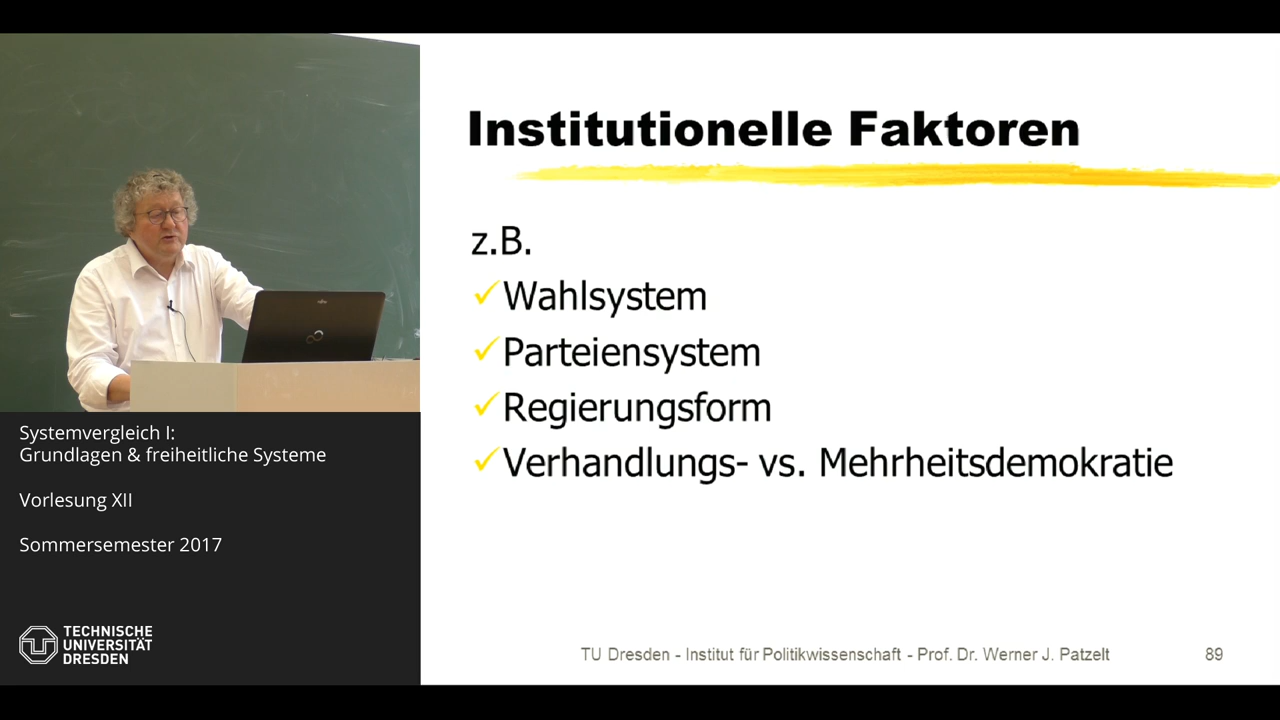 Institutionelle Faktoren
z.B.
Wahlsystem
Parteiensystem
Regierungsform
Verhandlungs- vs. Mehrheitsdemokratie
TU Dresden - Institut für Politikwissenschaft - Prof. Dr. Werner J. Patzelt
89
Systemvergleich I:
Grundlagen & freiheitliche Systeme
Vorlesung XII
Sommersemester 2017
TECHNISCHE
UNIVERSITÄT
DRESDEN